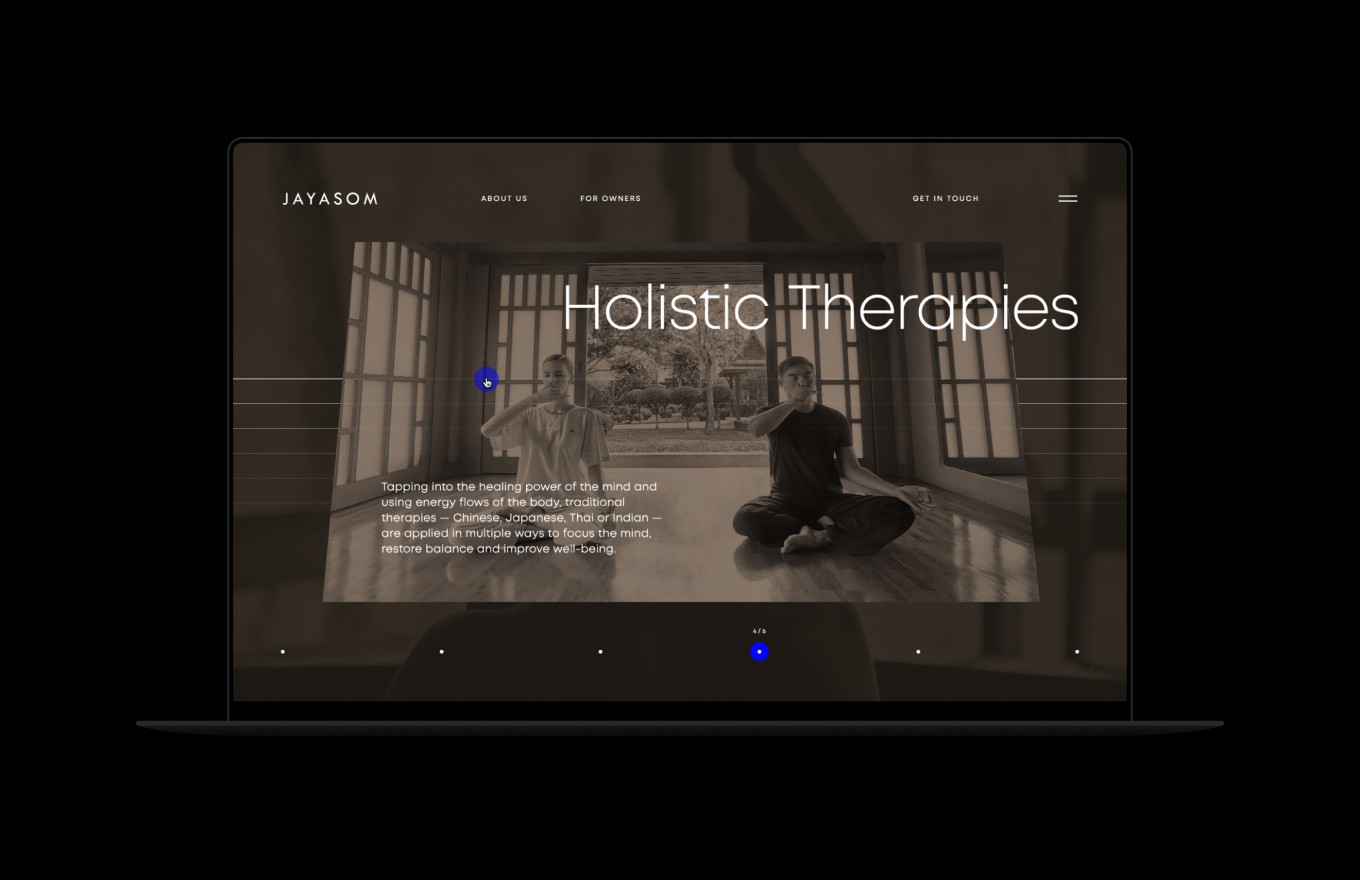 JAYASOM
ABOUT US
FOR OWNERS
GET IN TOUCH
Holistic Therapies
Tapping into the healing power of the mind and
using energy flows of the body, traditional
therapies — Chinese, Japanese, Thai or Indian —
are applied in multiple ways to focus the mind,
restore balance and improve well-being.
4/6